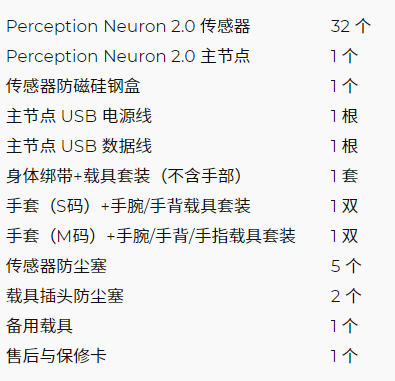 Perception Neuron 2.0 传感器 32 个
Perception Neuron 2.0 主节点 1 个
传感器防磁硅钢盒 1 个
主节点 USB 电源线 1 根
主节点 USB 数据线 1 根
身体绑带+载具套装（不含手部） 1 套
手套（S码）+手腕/手背载具套装 1 双
手套（M码）+手腕/手背/手指载具套装 1 双
传感器防尘塞 5 个
载具插头防尘塞 2 个
备用载具 1 个
售后与保修卡 1 个